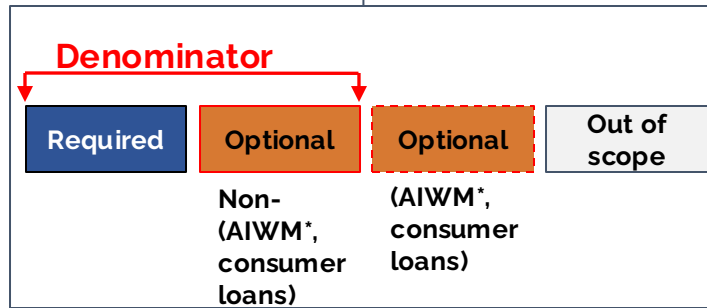 Denominator
Required
Optional
Optional
Out of
scope
Non-
(AIWM*,
consumer
loans)
(AIWM*,
consumer
loans)